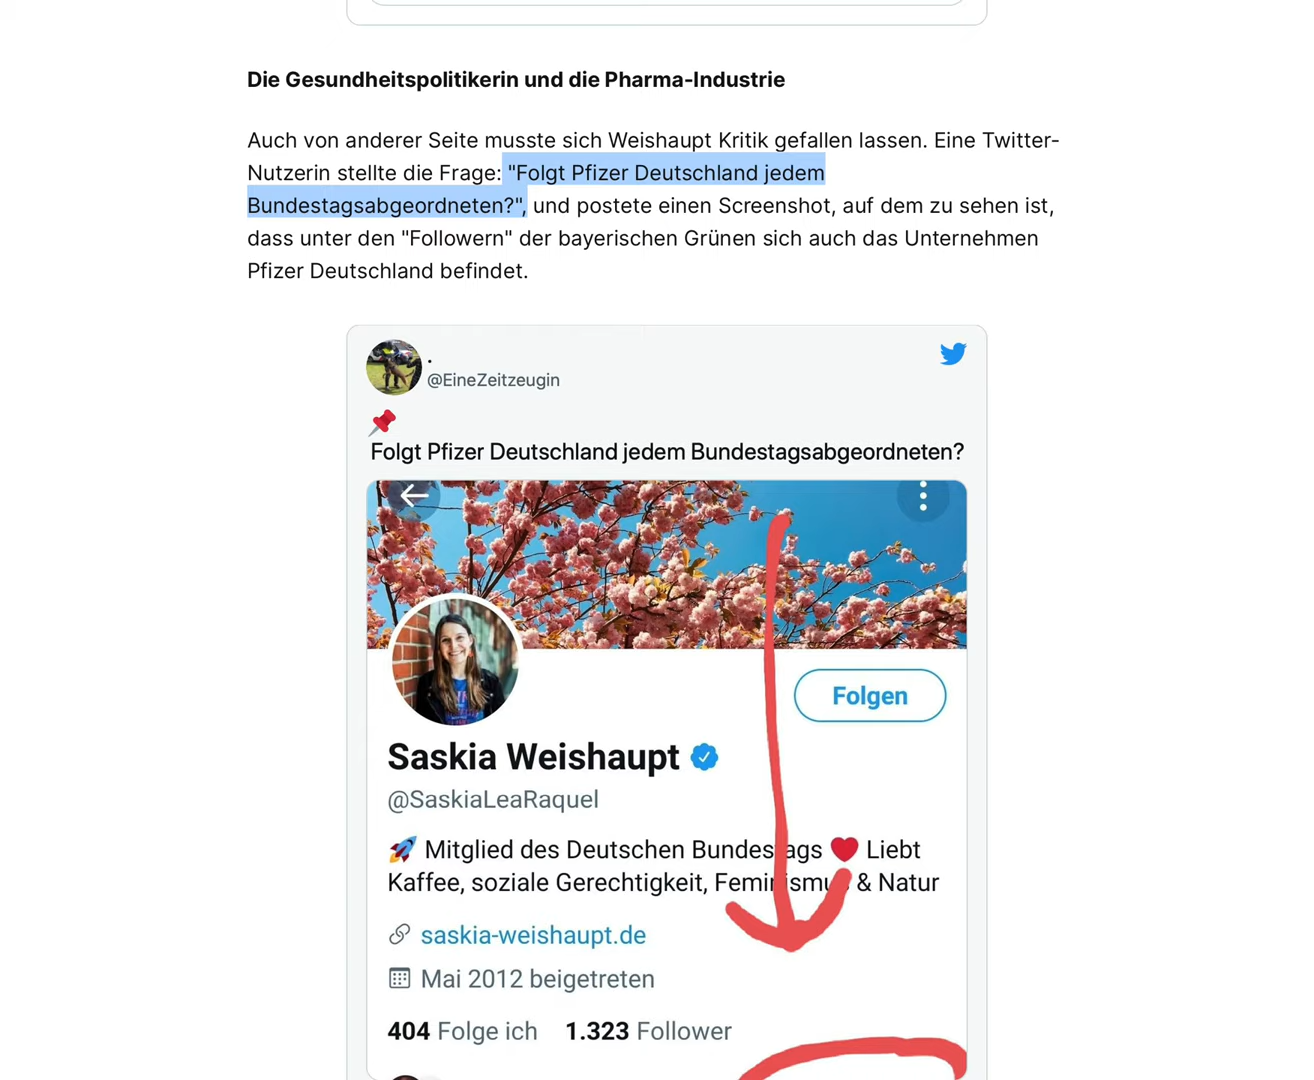 Die Gesundheitspolitikerin und die Pharma-Industrie
Auch von anderer Seite musste sich Weishaupt Kritik gefallen lassen. Eine Twitter-
Nutzerin stellte die Frage: "Folgt Pfizer Deutschland jedem
Bundestagsabgeordneten?", und postete einen Screenshot, auf dem zu sehen ist,
dass unter den "Followern" der bayerischen Grünen sich auch das Unternehmen
Pfizer Deutschland befindet.
.
@EineZeitzeugin
📌
Folgt Pfizer Deutschland jedem Bundestagsabgeordneten?
Folgen
Saskia Weishaupt
@SaskiaLeaRaquel
🚀 Mitglied des Deutschen Bundestags ❤️ Liebt
Kaffee, soziale Gerechtigkeit, Feminismus & Natur
saskia-weishaupt.de
Mai 2012 beigetreten
404 Folge ich 1.323 Follower